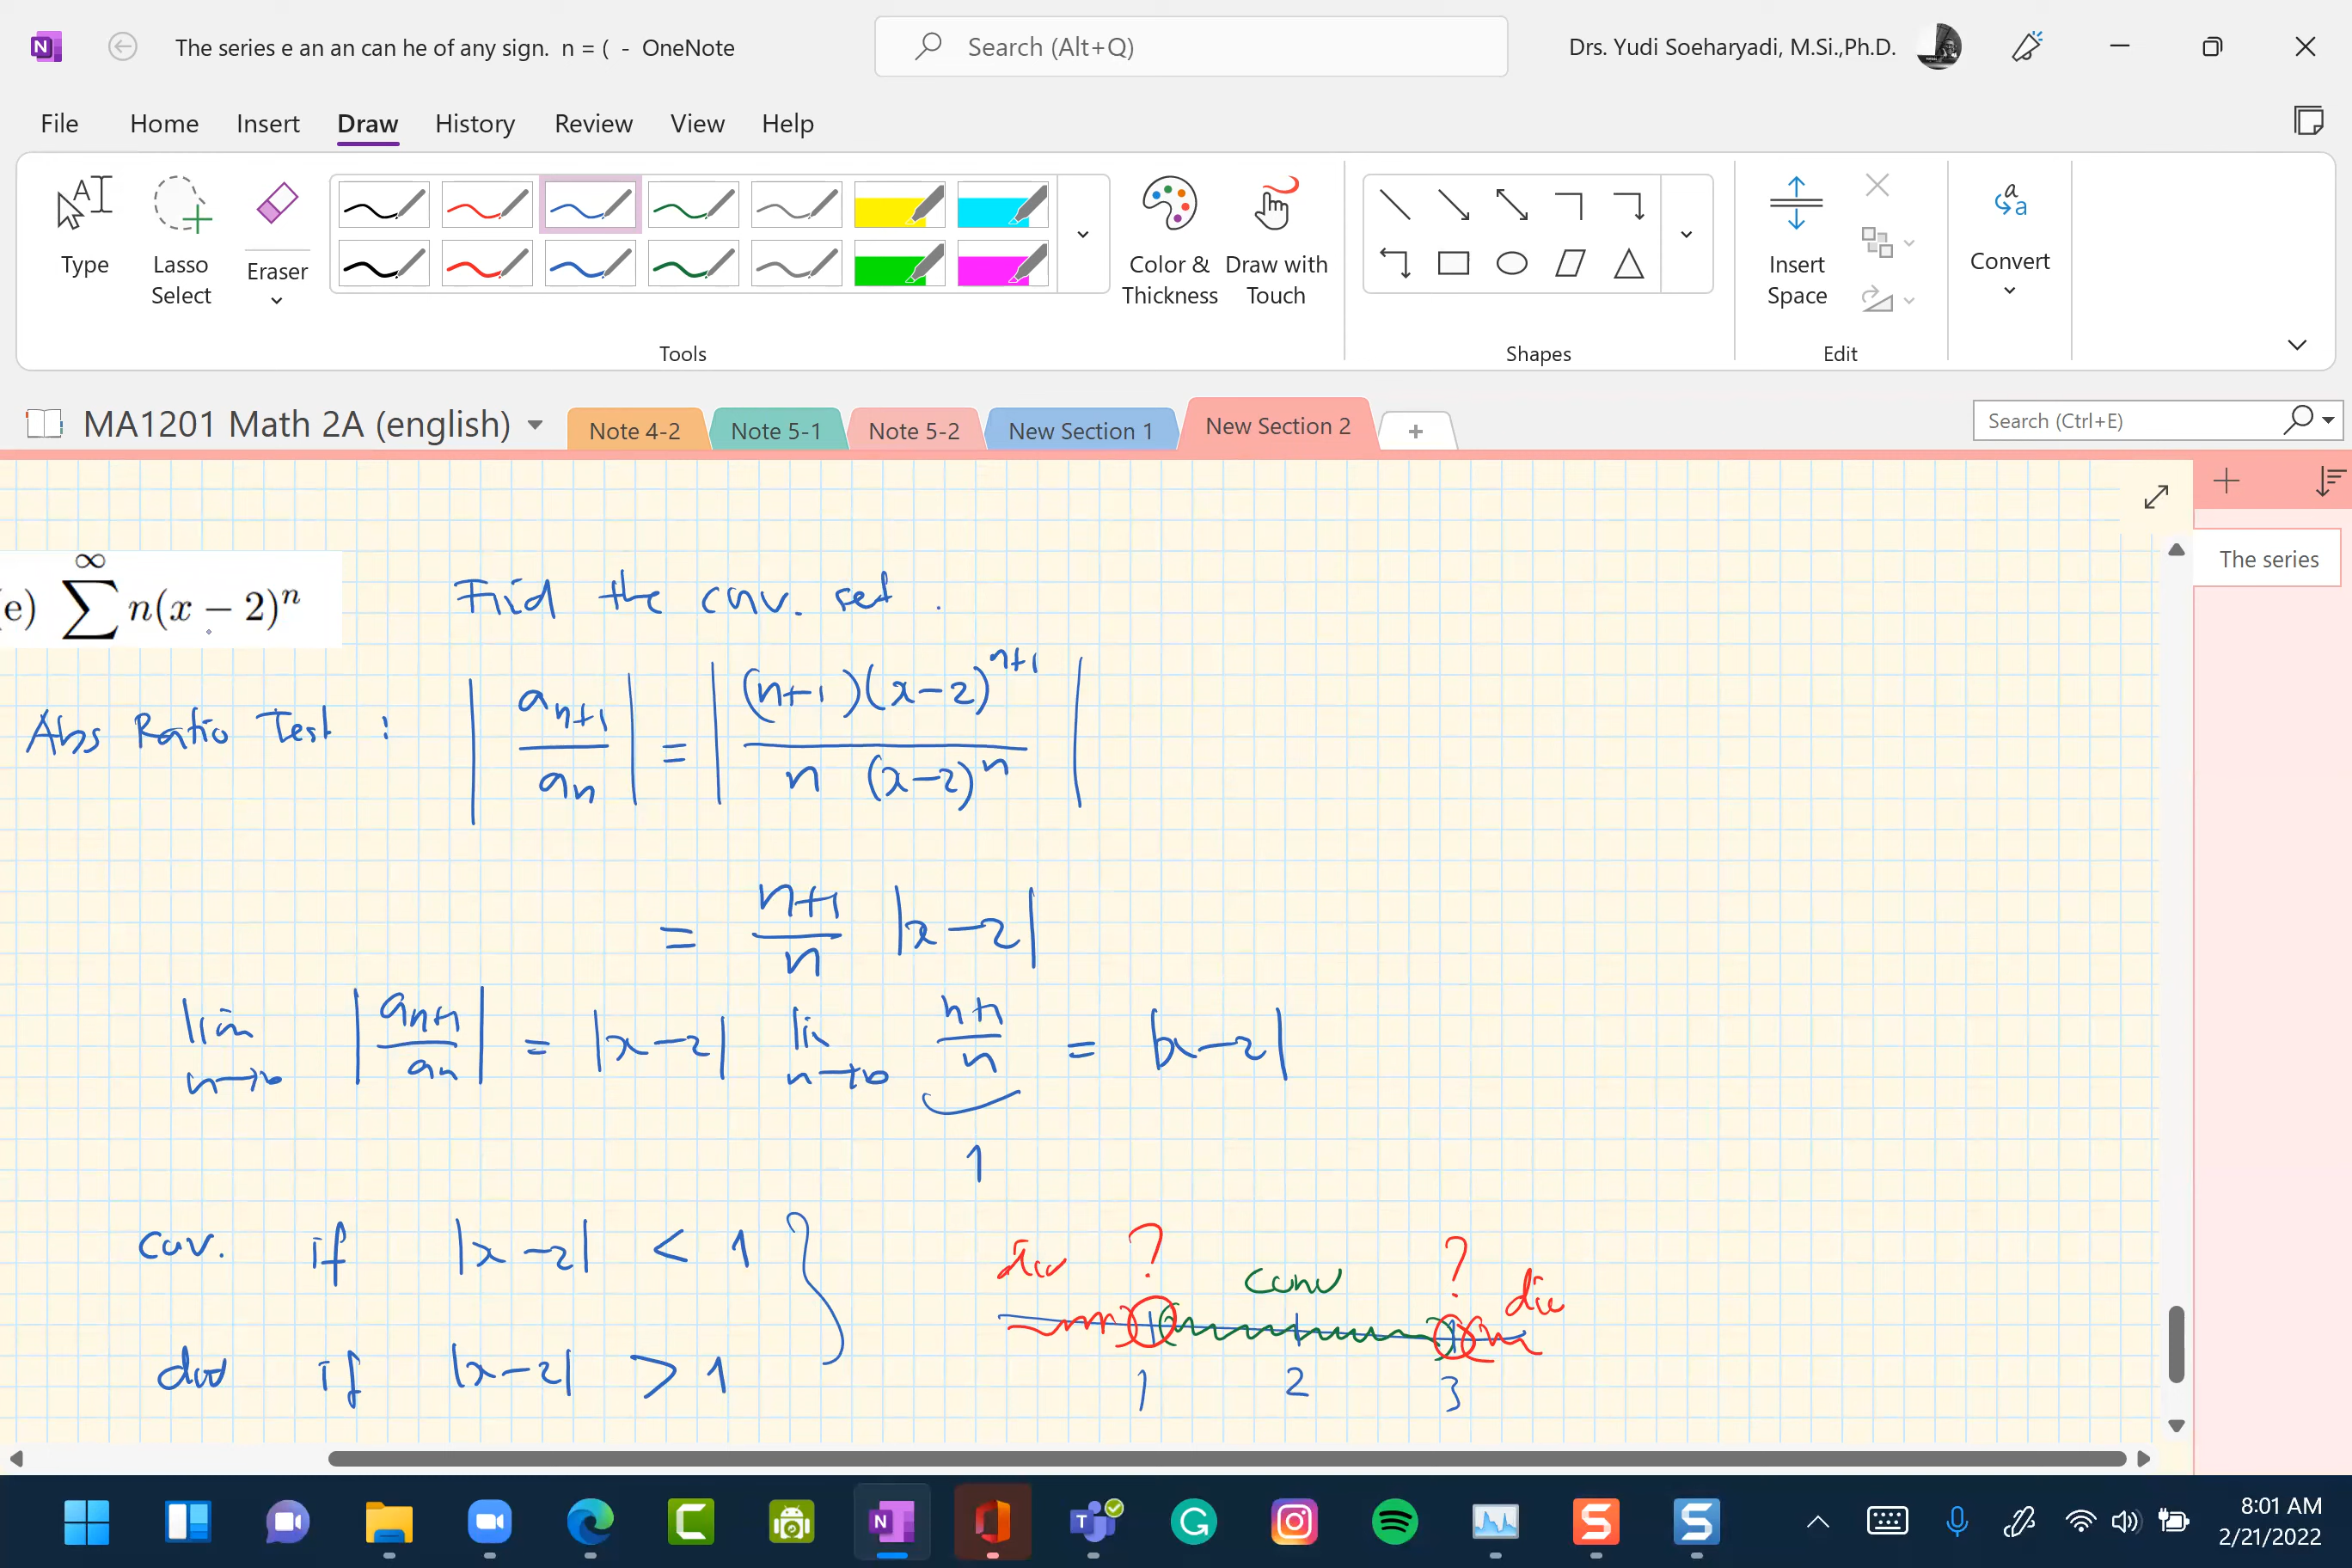 The series e an an can he of any sign. n = ( - OneNote
Search (Alt+Q)
Drs. Yudi Soeharyadi, M.Si.,Ph.D.
File Home Insert Draw History Review View Help
Type
Lasso Select
Eraser
Color & Thickness
Draw with Touch
Insert Space
Convert
Tools
Shapes
Edit
MA1201 Math 2A (english)
Note 4-2
Note 5-1
Note 5-2
New Section 1
New Section 2
Search (Ctrl+E)
The series
(e) ∑^∞ n(x − 2)^n
Find the conv. set.
Abs Ratio Test : | a_{n+1} / a_n | = | (n+1)(x−2)^{n+1} / n (x−2)^n |
= n+1 / n |x−2|
lim n→∞ | a_{n+1} / a_n | = |x−2| lim n→∞ n+1 / n = |x−2|
1
cav. if |x−2| < 1
div if |x−2| > 1
div ? conv ? div
1 2 3
8:01 AM
2/21/2022